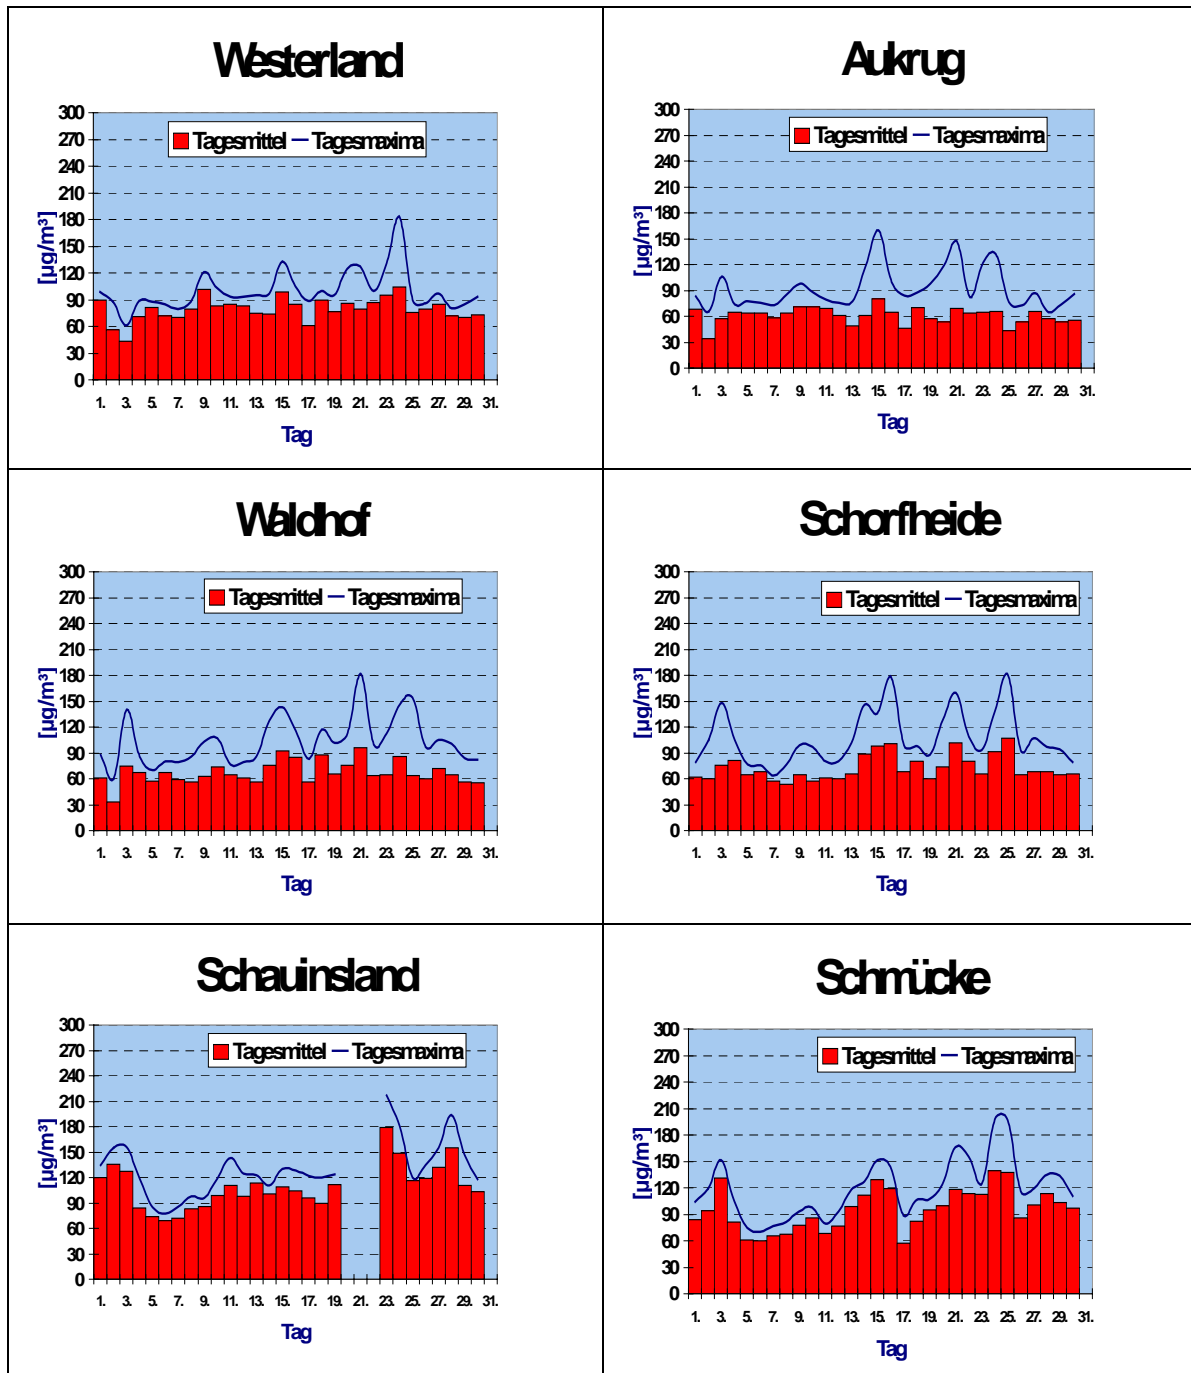 Westerland
300
270
240
210
180
150
120
90
60
30
0
[µg/m³]
Tagesmittel Tagesmaxima
1. 3. 5. 7. 9. 11. 13. 15. 17. 19. 21. 23. 25. 27. 29. 31.
Tag
Aukrug
300
270
240
210
180
150
120
90
60
30
0
[µg/m³]
Tagesmittel Tagesmaxima
1. 3. 5. 7. 9. 11. 13. 15. 17. 19. 21. 23. 25. 27. 29. 31.
Tag
Waldhof
300
270
240
210
180
150
120
90
60
30
0
[µg/m³]
Tagesmittel Tagesmaxima
1. 3. 5. 7. 9. 11. 13. 15. 17. 19. 21. 23. 25. 27. 29. 31.
Tag
Schorfheide
300
270
240
210
180
150
120
90
60
30
0
[µg/m³]
Tagesmittel Tagesmaxima
1. 3. 5. 7. 9. 11. 13. 15. 17. 19. 21. 23. 25. 27. 29. 31.
Tag
Schauinsland
300
270
240
210
180
150
120
90
60
30
0
[µg/m³]
Tagesmittel Tagesmaxima
1. 3. 5. 7. 9. 11. 13. 15. 17. 19. 21. 23. 25. 27. 29. 31.
Tag
Schmücke
300
270
240
210
180
150
120
90
60
30
0
[µg/m³]
Tagesmittel Tagesmaxima
1. 3. 5. 7. 9. 11. 13. 15. 17. 19. 21. 23. 25. 27. 29. 31.
Tag